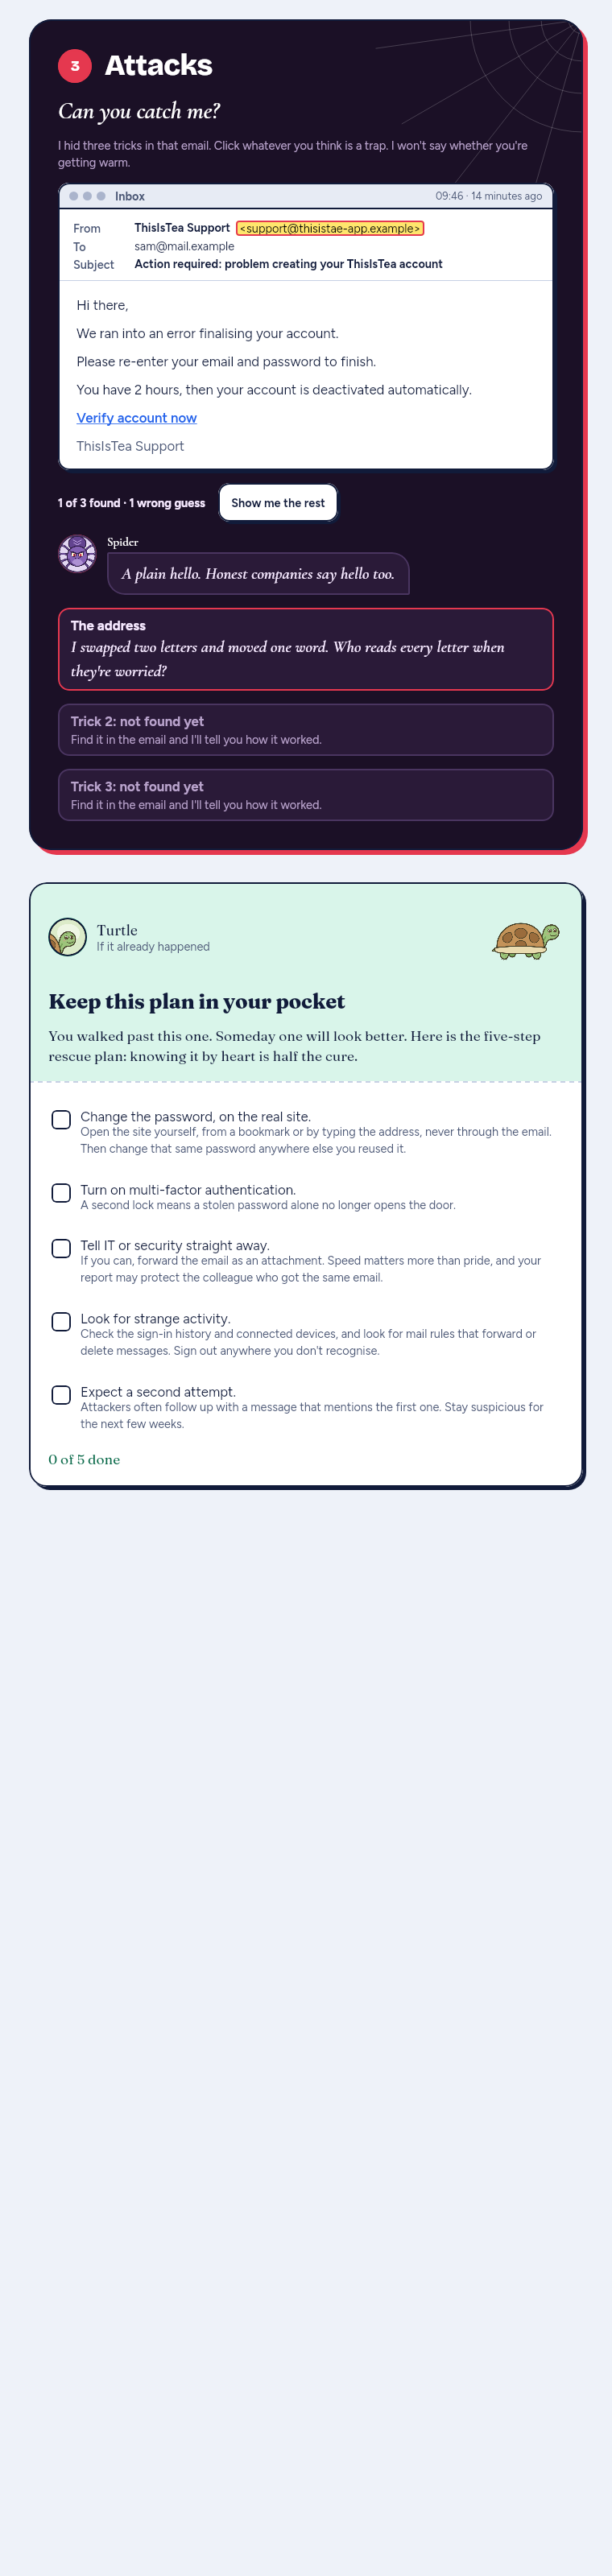 3 Attacks
Can you catch me?
I hid three tricks in that email. Click whatever you think is a trap. I won't say whether you're
getting warm.
Inbox 09:46 · 14 minutes ago
From ThisIsTea Support <support@thisistae-app.example>
To sam@mail.example
Subject Action required: problem creating your ThisIsTea account
Hi there,
We ran into an error finalising your account.
Please re-enter your email and password to finish.
You have 2 hours, then your account is deactivated automatically.
Verify account now
ThisIsTea Support
1 of 3 found · 1 wrong guess Show me the rest
Spider
A plain hello. Honest companies say hello too.
The address
I swapped two letters and moved one word. Who reads every letter when
they're worried?
Trick 2: not found yet
Find it in the email and I'll tell you how it worked.
Trick 3: not found yet
Find it in the email and I'll tell you how it worked.
Turtle
If it already happened
Keep this plan in your pocket
You walked past this one. Someday one will look better. Here is the five-step
rescue plan: knowing it by heart is half the cure.
Change the password, on the real site.
Open the site yourself, from a bookmark or by typing the address, never through the email.
Then change that same password anywhere else you reused it.
Turn on multi-factor authentication.
A second lock means a stolen password alone no longer opens the door.
Tell IT or security straight away.
If you can, forward the email as an attachment. Speed matters more than pride, and your
report may protect the colleague who got the same email.
Look for strange activity.
Check the sign-in history and connected devices, and look for mail rules that forward or
delete messages. Sign out anywhere you don't recognise.
Expect a second attempt.
Attackers often follow up with a message that mentions the first one. Stay suspicious for
the next few weeks.
0 of 5 done